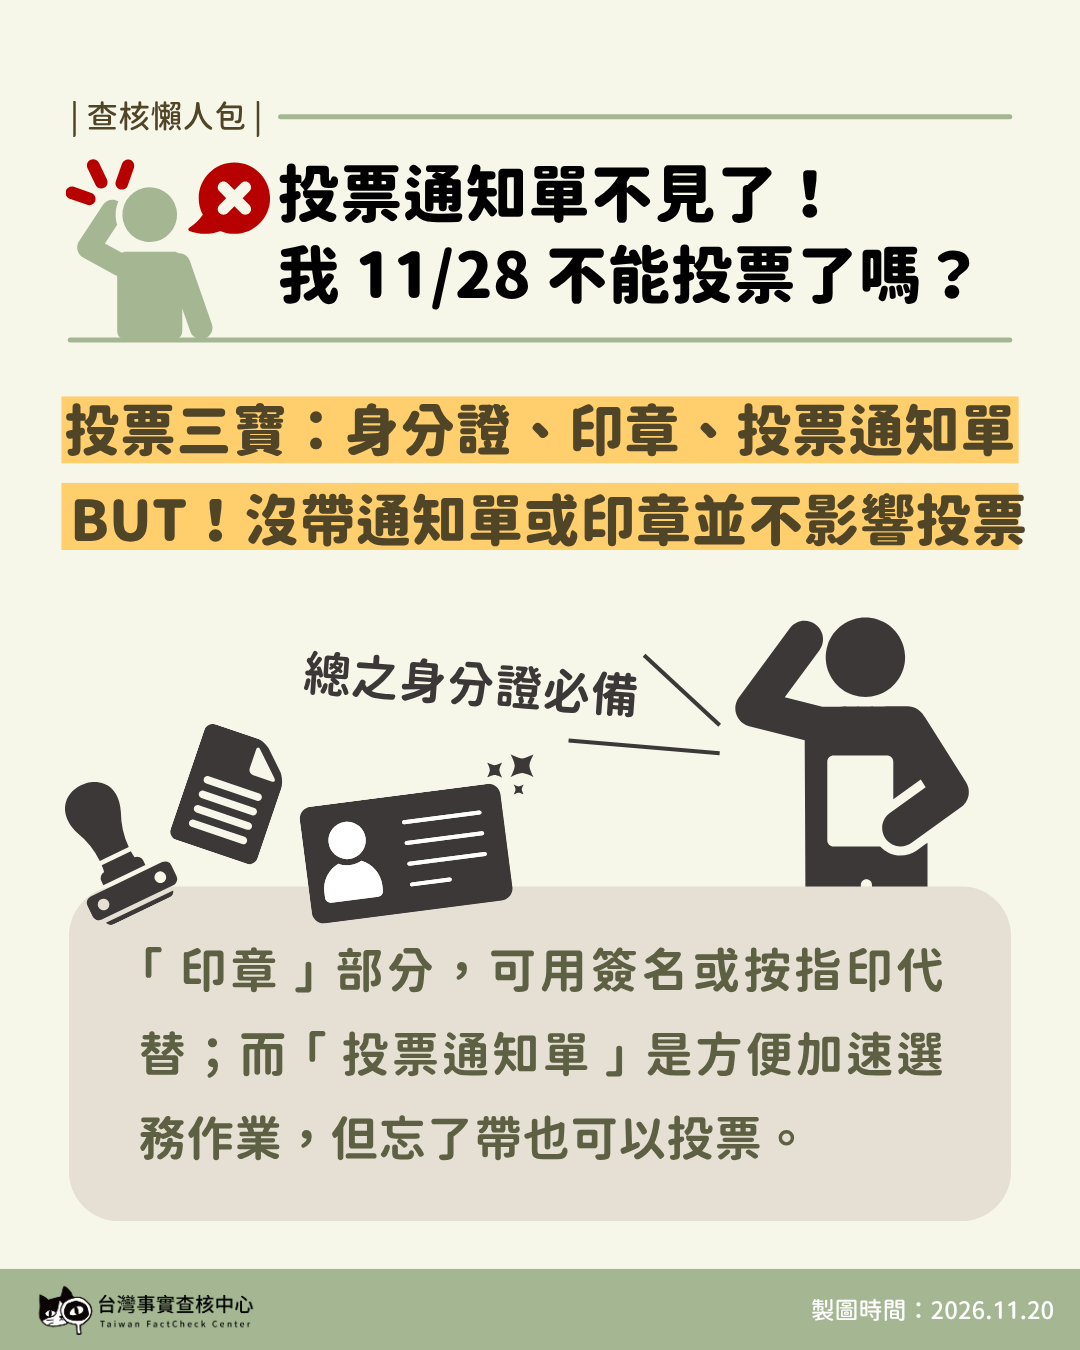 |查核懶人包|
投票通知單不見了！
我 11/28 不能投票了嗎？
投票三寶：身分證、印章、投票通知單
BUT！沒帶通知單或印章並不影響投票
總之身分證必備
「印章」部分，可用簽名或按指印代
替；而「投票通知單」是方便加速選
務作業，但忘了帶也可以投票。
台灣事實查核中心
Taiwan FactCheck Center
製圖時間：2026.11.20